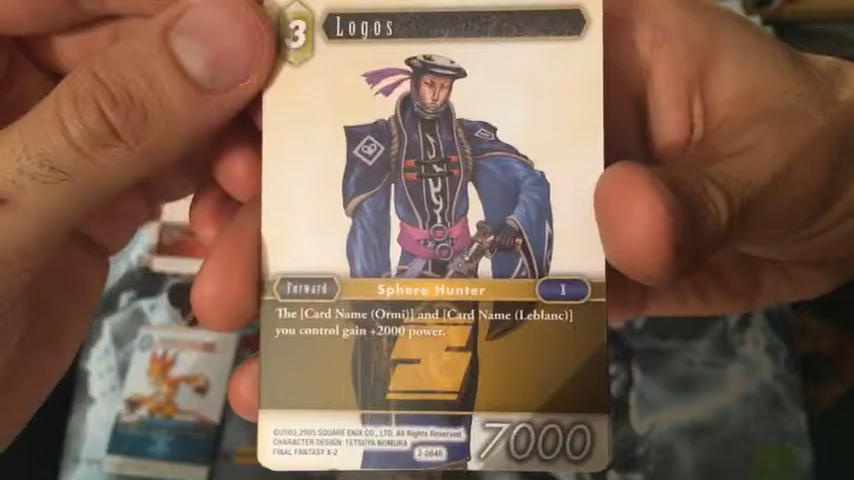 3
Logos
Forward
Sphere Hunter
X
The [Card Name (Ormi)] and [Card Name (Leblanc)]
you control gain +2000 power.
©2003, 2005 SQUARE ENIX CO., LTD. All Rights Reserved.
CHARACTER DESIGN: TETSUYA NOMURA
FINAL FANTASY X-2
2-084R
7000